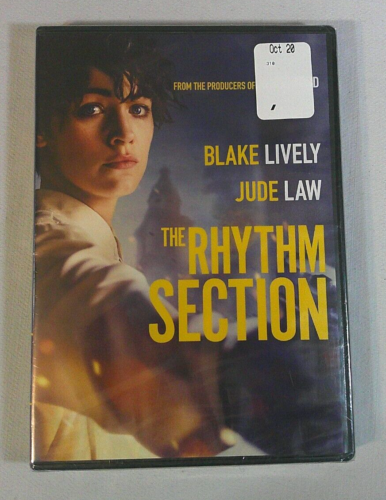 Oct 20
FROM THE PRODUCERS OF
BLAKE LIVELY
JUDE LAW
THE RHYTHM
SECTION